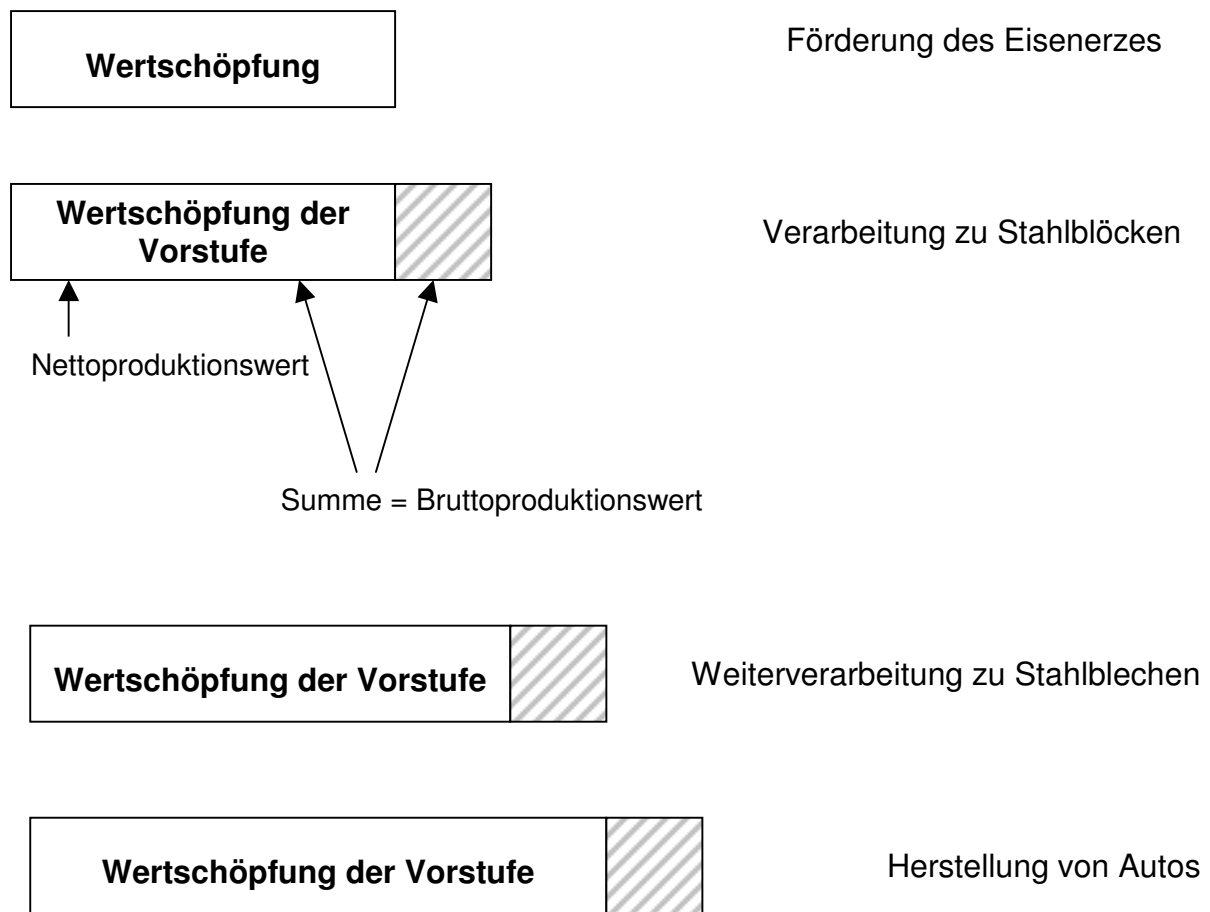 Wertschöpfung
Förderung des Eisenerzes
Wertschöpfung der
Vorstufe
Verarbeitung zu Stahlblöcken
Nettoproduktionswert
Summe = Bruttoproduktionswert
Wertschöpfung der Vorstufe
Weiterverarbeitung zu Stahlblechen
Wertschöpfung der Vorstufe
Herstellung von Autos